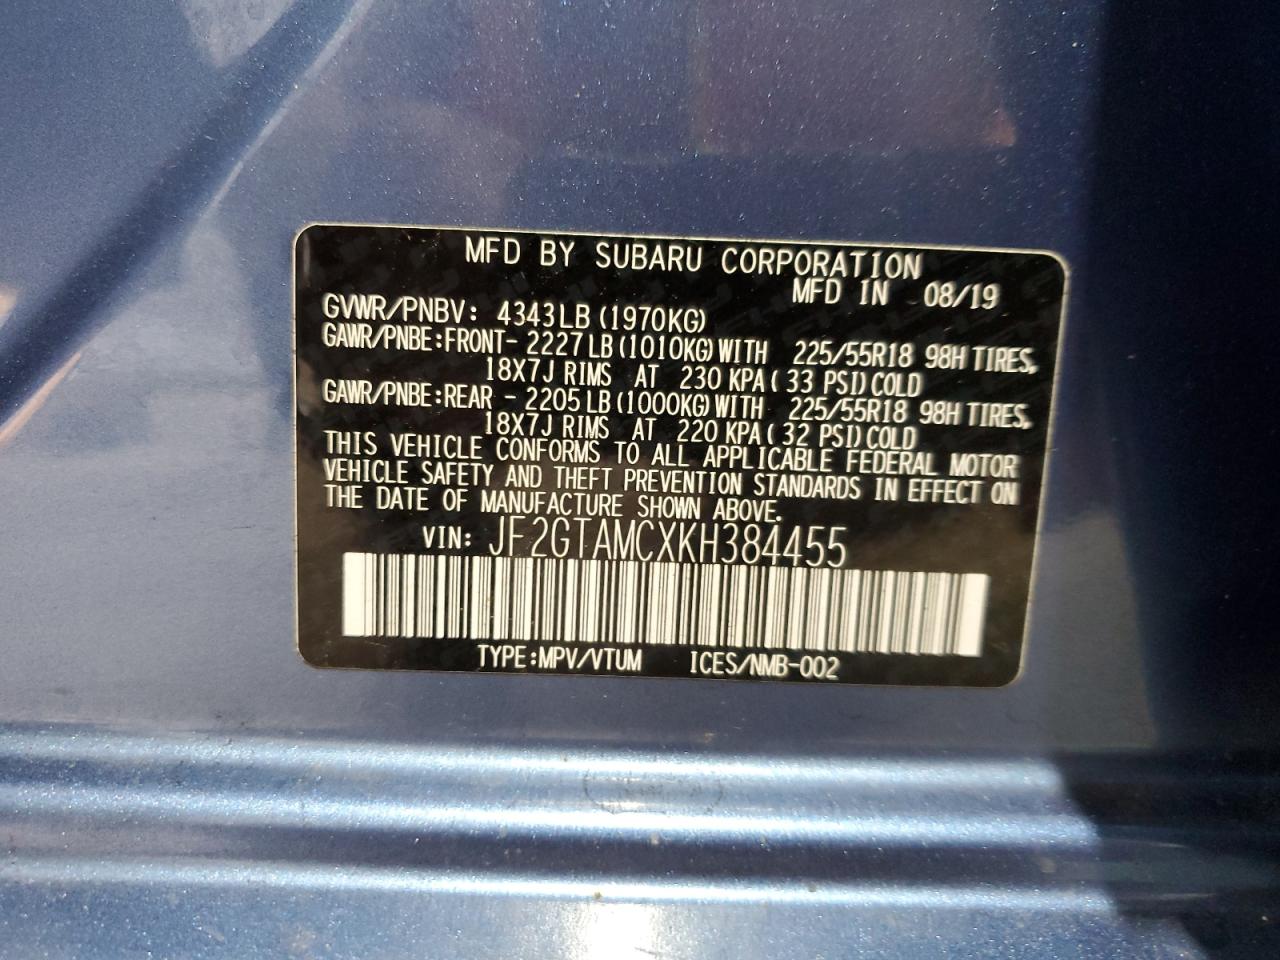 MFD BY SUBARU CORPORATION
MFD IN 08/19
GVWR/PNBV: 4343LB(1970KG)
GAWR/PNBE:FRONT- 2227LB(1010KG)WITH 225/55R18 98H TIRES,
18X7J RIMS AT 230 KPA( 33 PSI)COLD
GAWR/PNBE:REAR - 2205LB(1000KG)WITH 225/55R18 98H TIRES,
18X7J RIMS AT 220 KPA( 32 PSI)COLD
THIS VEHICLE CONFORMS TO ALL APPLICABLE FEDERAL MOTOR
VEHICLE SAFETY AND THEFT PREVENTION STANDARDS IN EFFECT ON
THE DATE OF MANUFACTURE SHOWN ABOVE.
VIN: JF2GTAMCXKH384455
TYPE:MPV/VTUM ICES/NMB-002